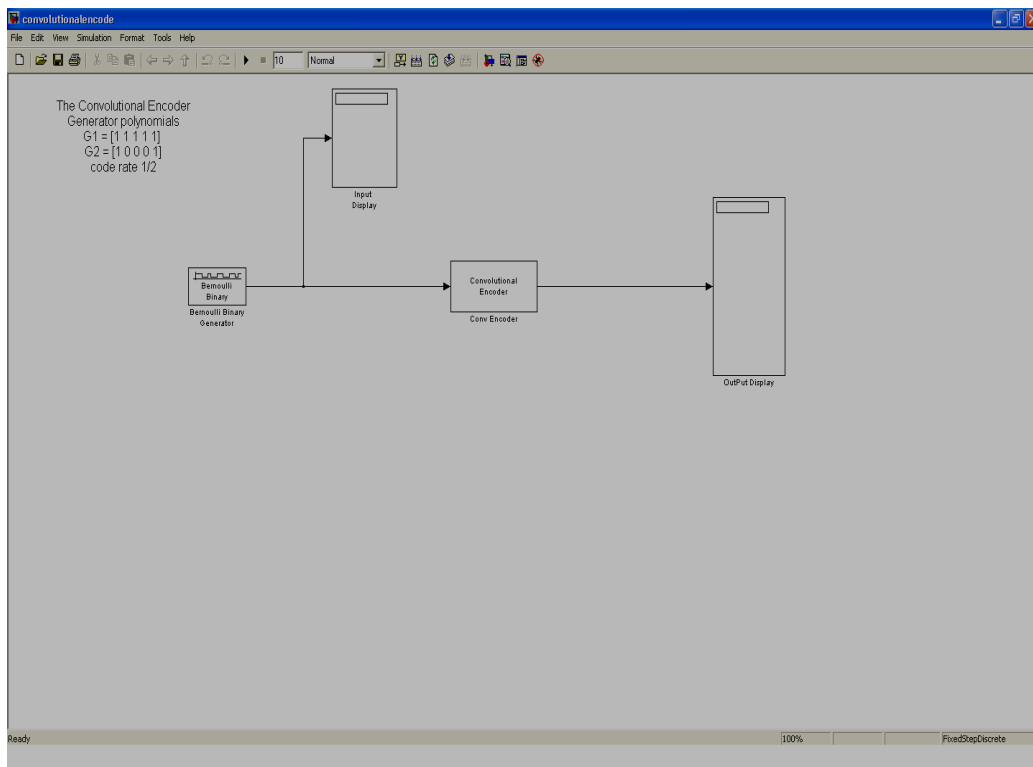 convolutionalencode
File Edit View Simulation Format Tools Help
10 Normal
The Convolutional Encoder
Generator polynomials
G1 = [1 1 1 1 1]
G2 = [1 0 0 0 1]
code rate 1/2
Input
Display
Bernoulli
Binary
Bernoulli Binary
Generator
Convolutional
Encoder
Conv Encoder
OutPut Display
Ready 100% FixedStepDiscrete